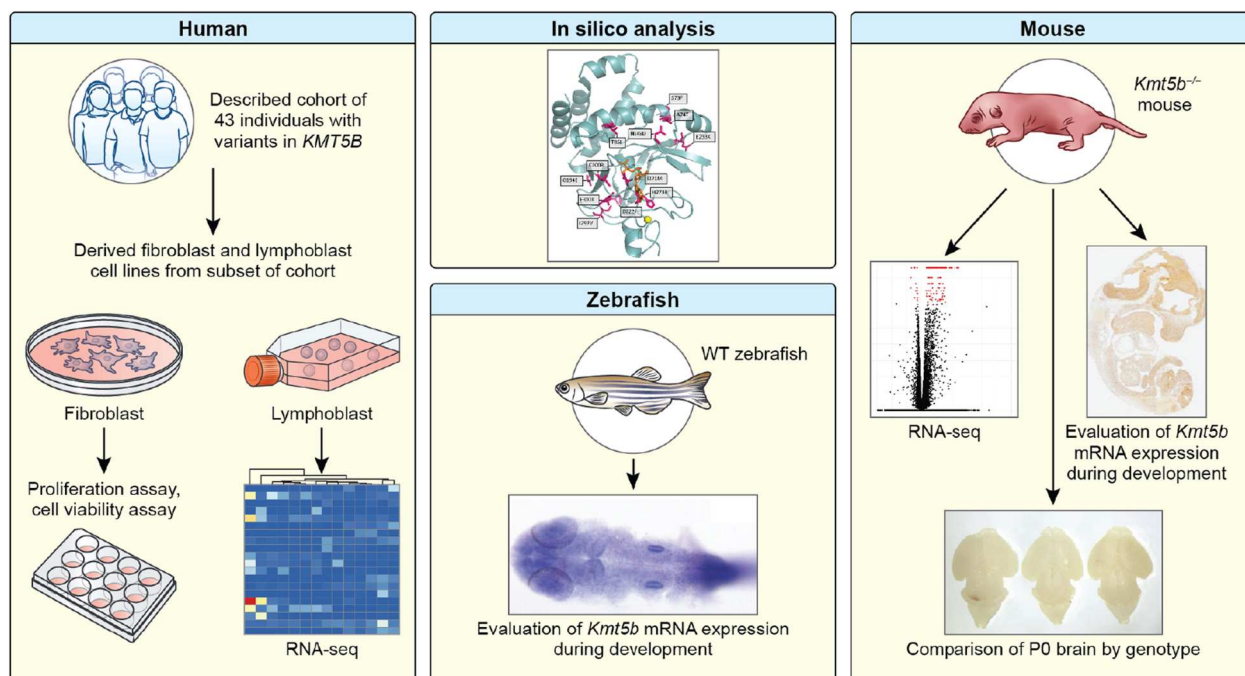 Human
Described cohort of
43 individuals with
variants in KMT5B
Derived fibroblast and lymphoblast
cell lines from subset of cohort
Fibroblast
Lymphoblast
Proliferation assay,
cell viability assay
RNA-seq
In silico analysis
Zebrafish
WT zebrafish
Evaluation of Kmt5b mRNA expression
during development
Mouse
Kmt5b–/–
mouse
RNA-seq
Evaluation of Kmt5b
mRNA expression
during development
Comparison of P0 brain by genotype